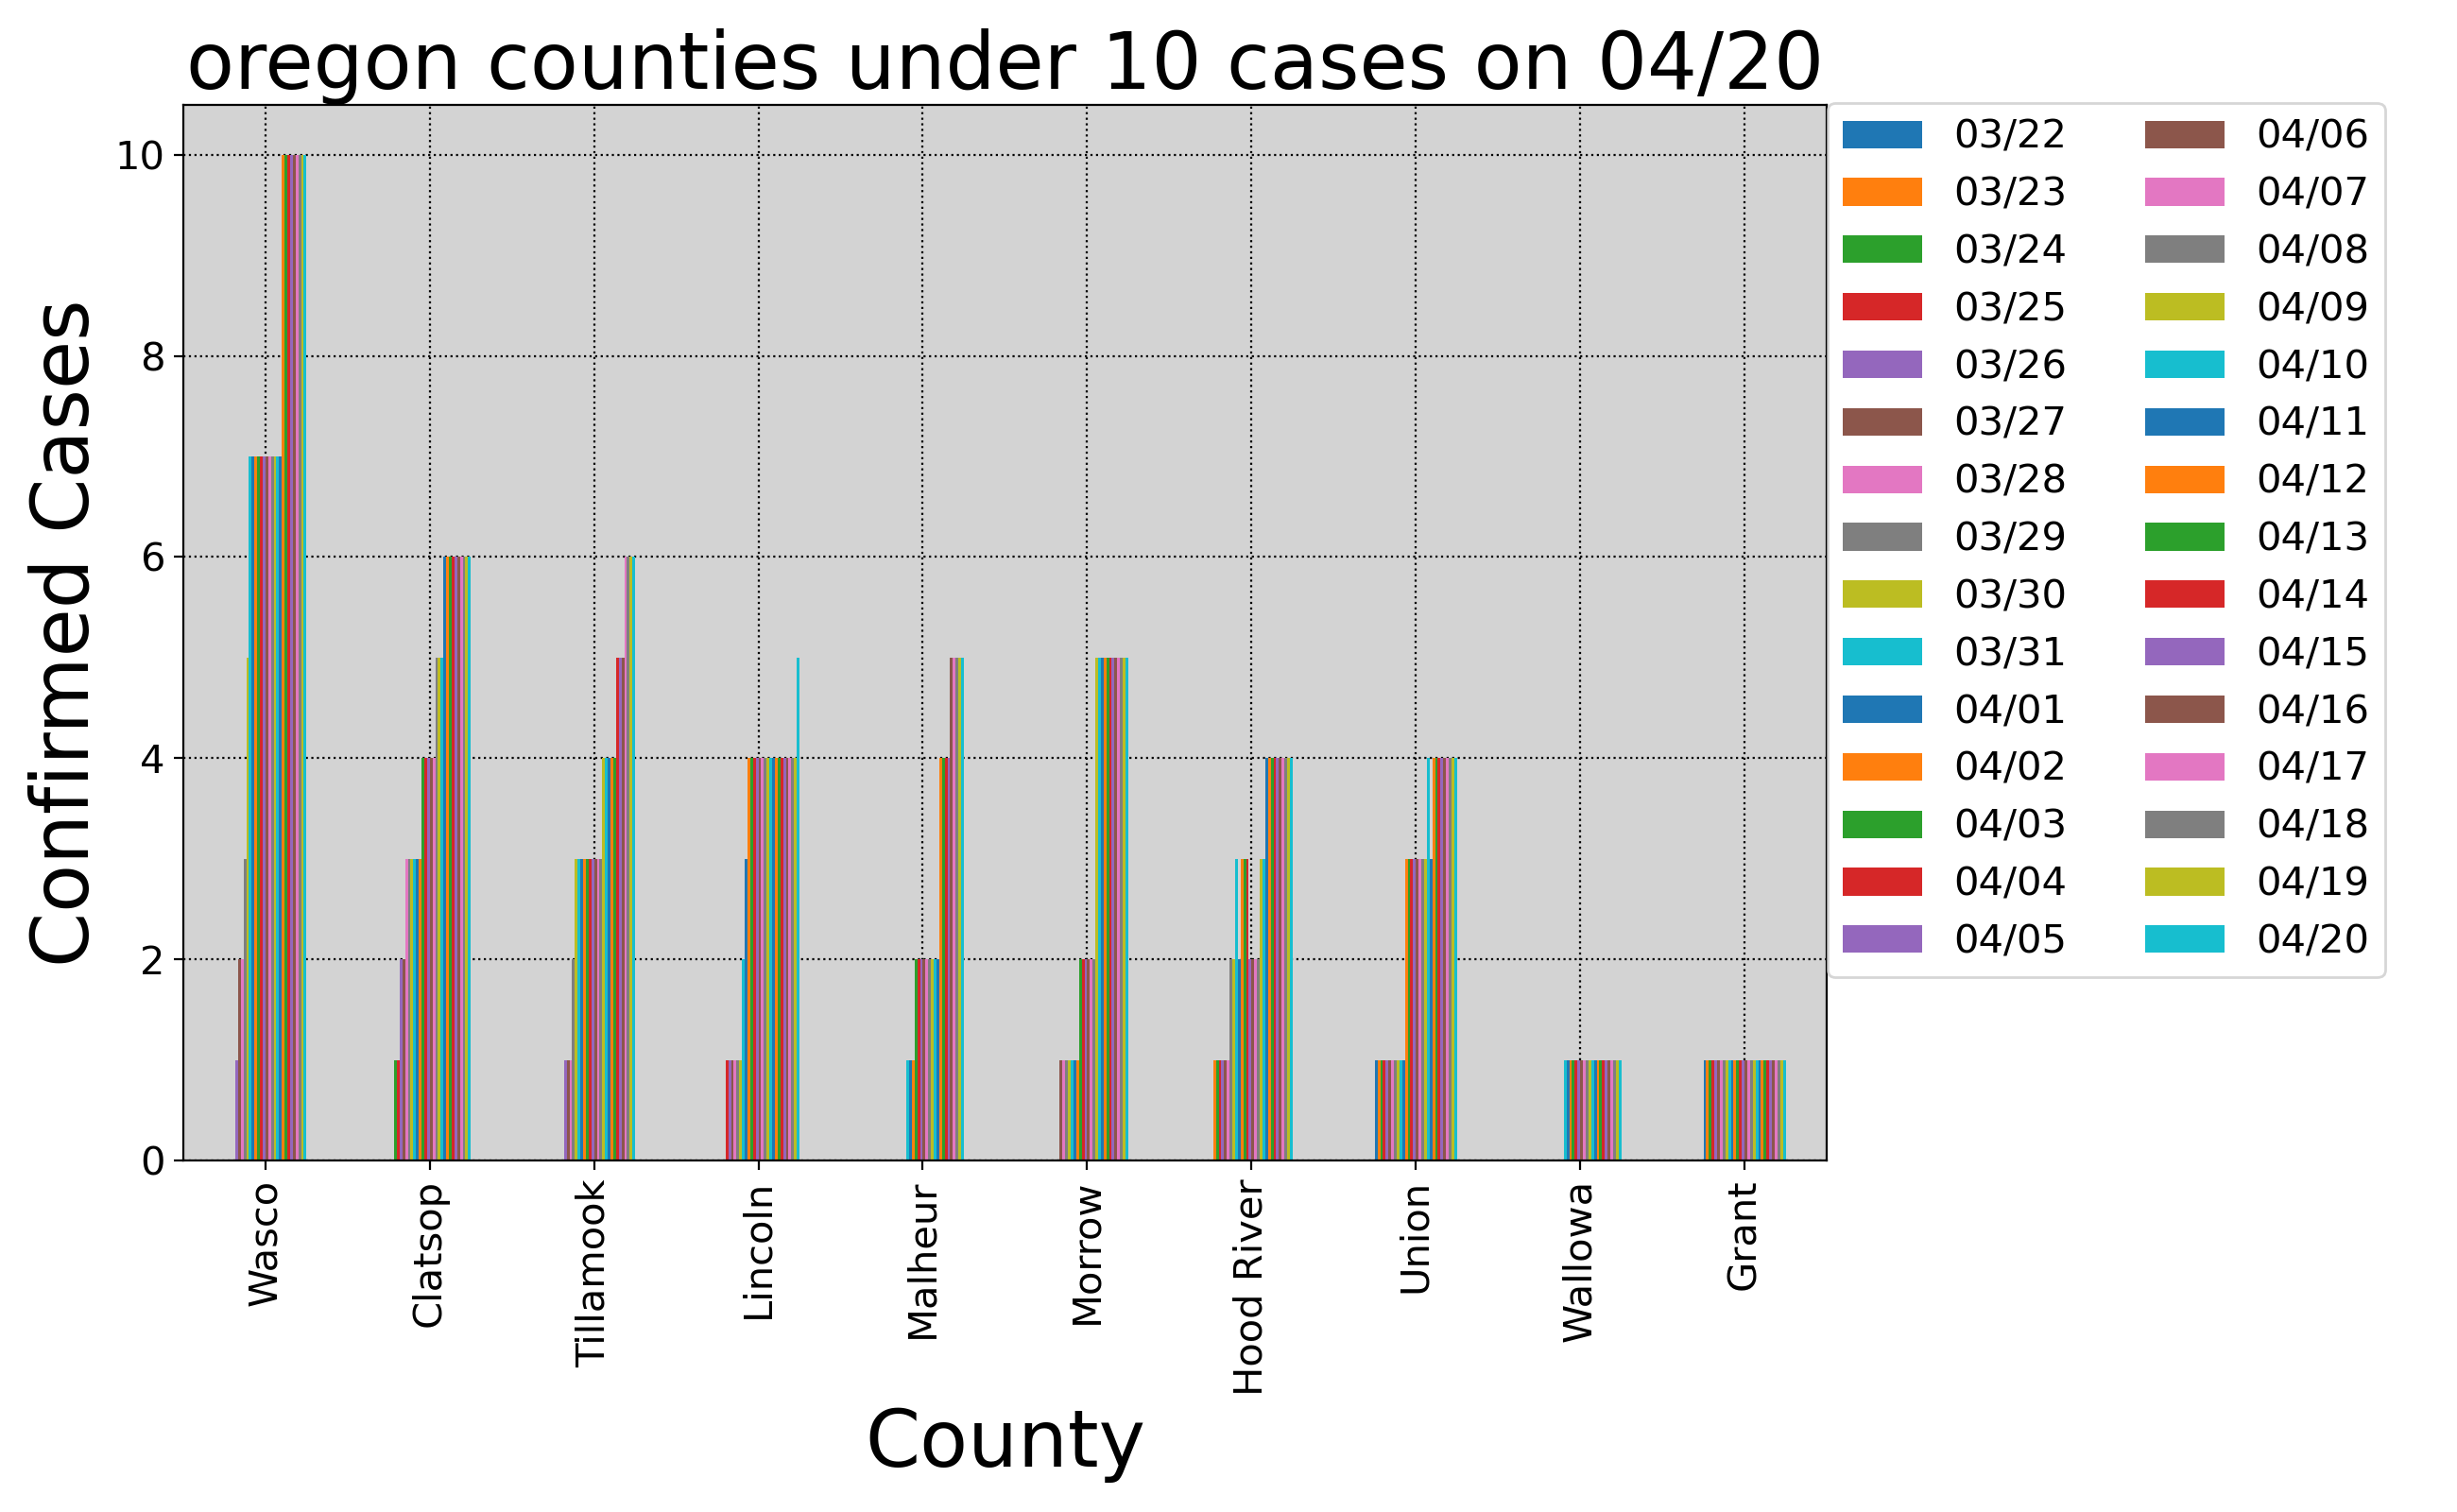 oregon counties under 10 cases on 04/20
Confirmed Cases
10
8
6
4
2
0
Wasco
Clatsop
Tillamook
Lincoln
Malheur
Morrow
Hood River
Union
Wallowa
Grant
County
03/22
03/23
03/24
03/25
03/26
03/27
03/28
03/29
03/30
03/31
04/01
04/02
04/03
04/04
04/05
04/06
04/07
04/08
04/09
04/10
04/11
04/12
04/13
04/14
04/15
04/16
04/17
04/18
04/19
04/20